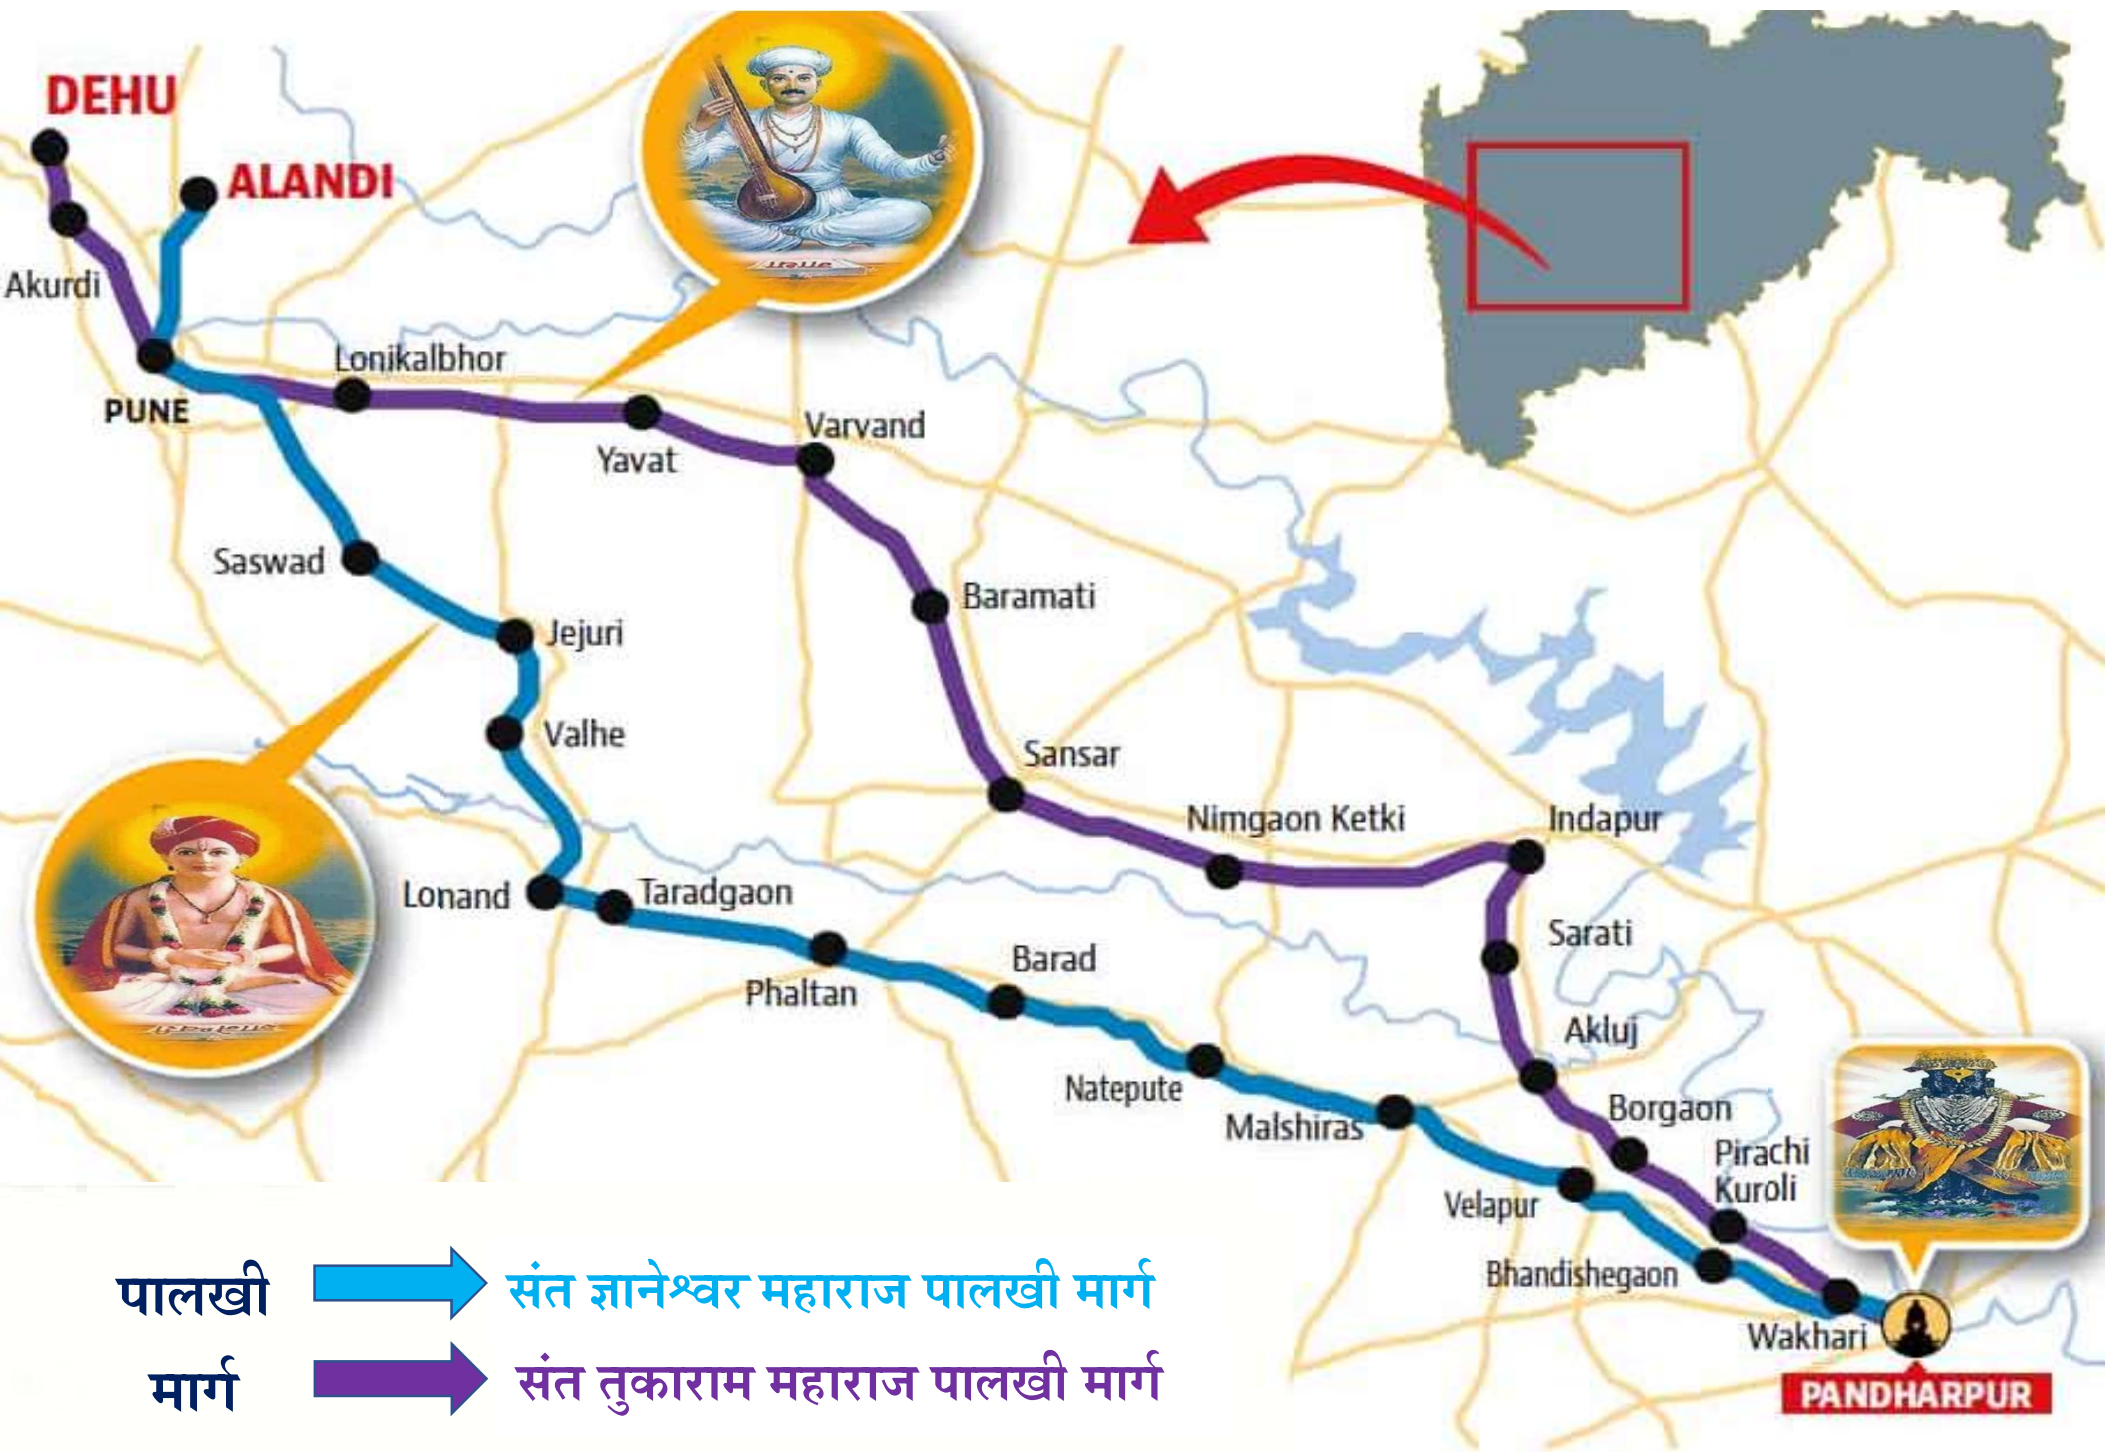 DEHU
ALANDI
Akurdi
Lonikalbhor
PUNE
Varvand
Yavat
Saswad
Baramati
Jejuri
Valhe
Sansar
Nimgaon Ketki
Indapur
Lonand
Taradgaon
Sarati
Barad
Phaltan
Akluj
Natepute
Borgaon
Malshiras
Pirachi
Kuroli
Velapur
Bhandishegaon
Wakhari
PANDHARPUR
पालखी
मार्ग
संत ज्ञानेश्वर महाराज पालखी मार्ग
संत तुकाराम महाराज पालखी मार्ग